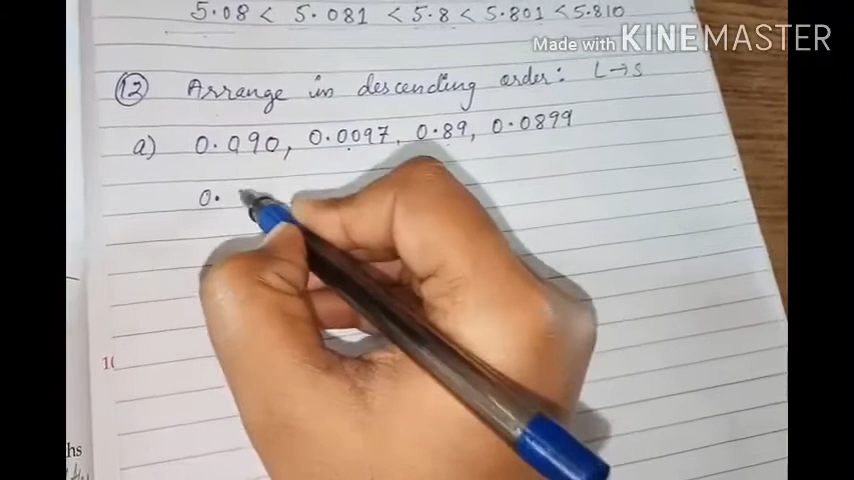 5.08 < 5.081 < 5.8 < 5.801 < 5.810
Made with KINEMASTER
12 Arrange in descending order: L→S
a) 0.090, 0.0097, 0.89, 0.0899
0.
hs